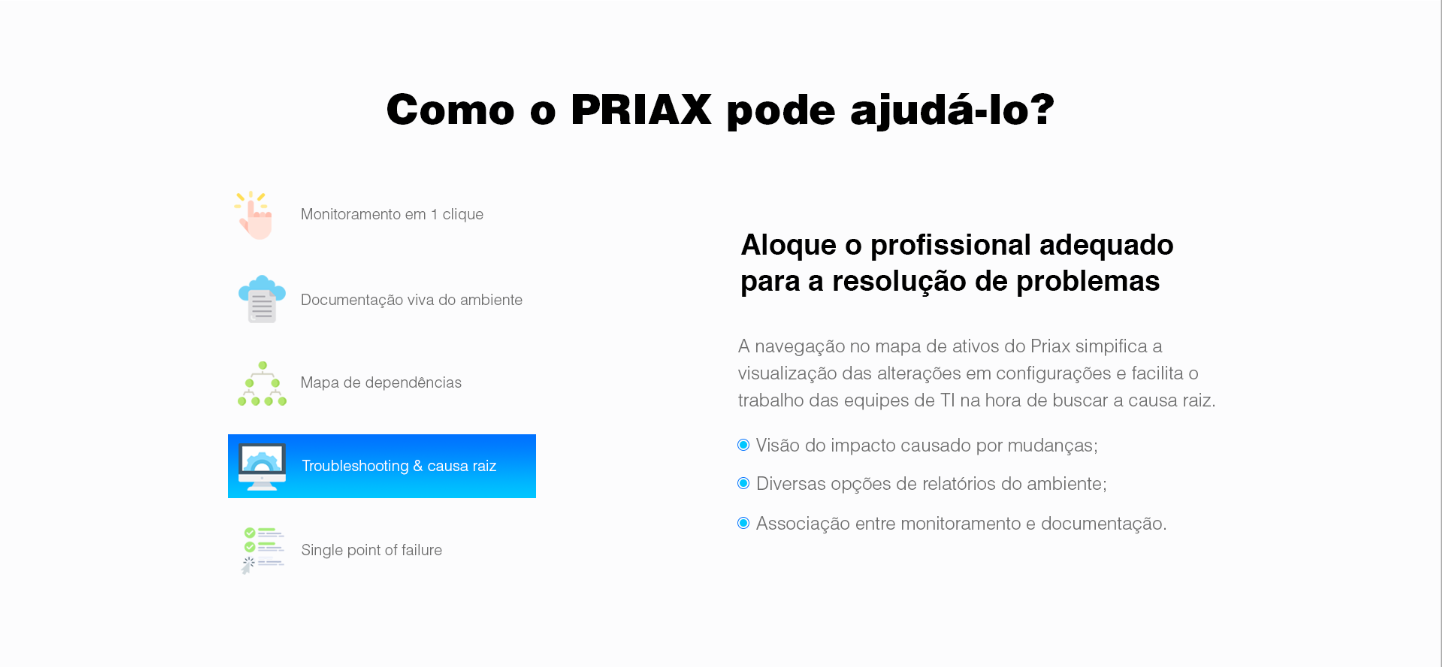 Como o PRIAX pode ajudá-lo?
Monitoramento em 1 clique
Documentação viva do ambiente
Mapa de dependências
Troubleshooting & causa raiz
Single point of failure
Aloque o profissional adequado
para a resolução de problemas
A navegação no mapa de ativos do Priax simpifica a
visualização das alterações em configurações e facilita o
trabalho das equipes de TI na hora de buscar a causa raiz.
Visão do impacto causado por mudanças;
Diversas opções de relatórios do ambiente;
Associação entre monitoramento e documentação.